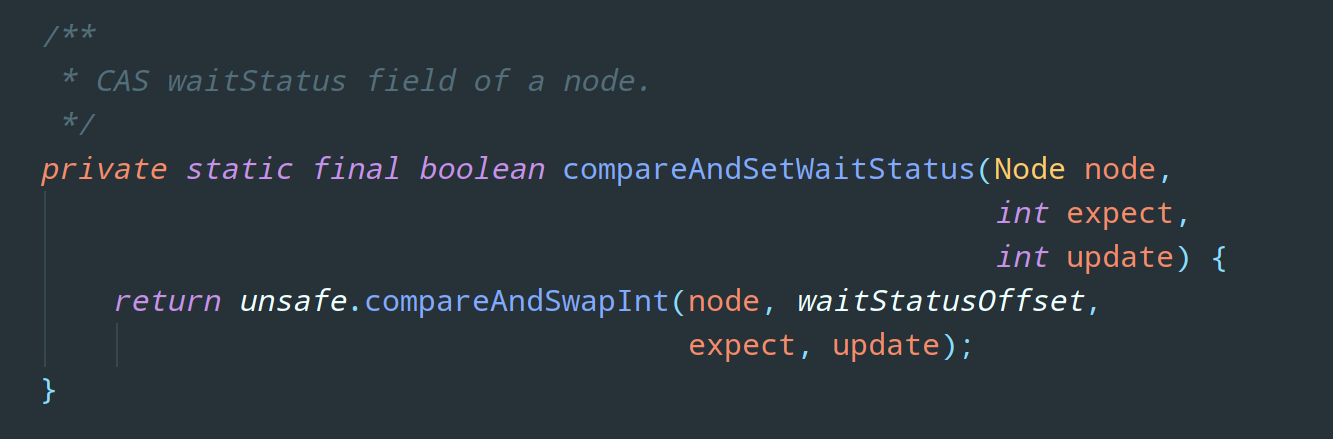 /**
 * CAS waitStatus field of a node.
 */
private static final boolean compareAndSetWaitStatus(Node node,
                                                     int expect,
                                                     int update) {
    return unsafe.compareAndSwapInt(node, waitStatusOffset,
                                    expect, update);
}